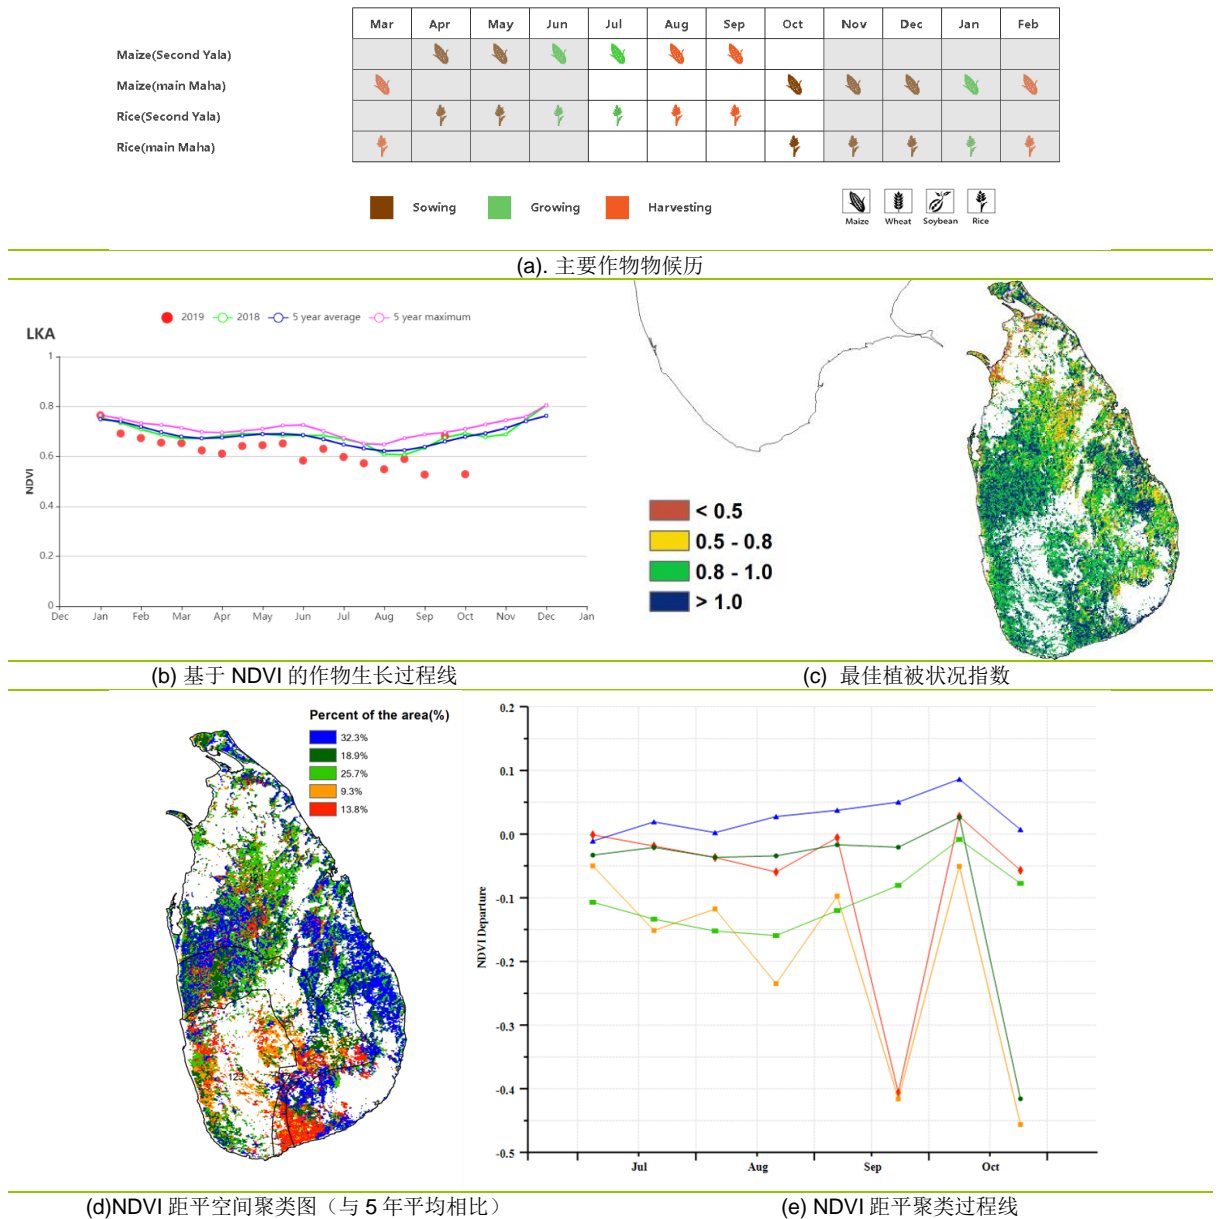 Mar Apr May Jun Jul Aug Sep Oct Nov Dec Jan Feb
Maize(Second Yala)
Maize(main Maha)
Rice(Second Yala)
Rice(main Maha)
Sowing Growing Harvesting
Maize Wheat Soybean Rice
(a). 主要作物物候历
2019 2018 5 year average 5 year maximum
LKA
1
0.8
0.6
0.4
0.2
0
NDVI
Dec Jan Feb Mar Apr May Jun Jul Aug Sep Oct Nov Dec Jan
< 0.5
0.5 - 0.8
0.8 - 1.0
> 1.0
(b) 基于 NDVI 的作物生长过程线
(c) 最佳植被状况指数
Percent of the area(%)
32.3%
18.9%
25.7%
9.3%
13.8%
123
0.2
0.1
0.0
-0.1
-0.2
-0.3
-0.4
-0.5
NDVI Departure
Jul Aug Sep Oct
(d)NDVI 距平空间聚类图（与 5 年平均相比）
(e) NDVI 距平聚类过程线